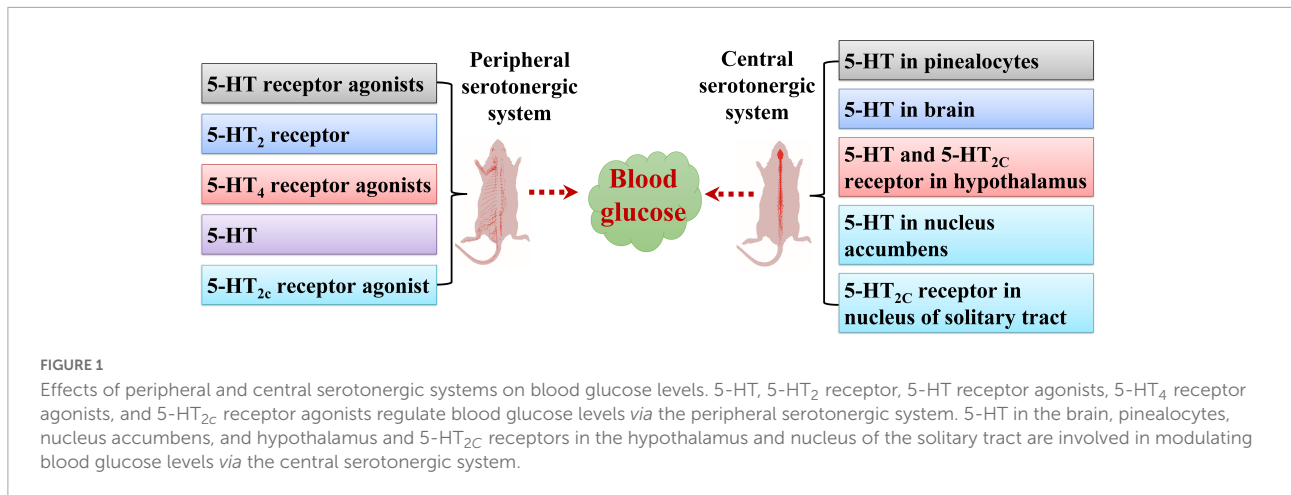 5-HT receptor agonists
5-HT₂ receptor
5-HT₄ receptor agonists
5-HT
5-HT₂c receptor agonist
Peripheral
serotonergic
system
Blood
glucose
Central
serotonergic
system
5-HT in pinealocytes
5-HT in brain
5-HT and 5-HT₂C
receptor in hypothalamus
5-HT in nucleus
accumbens
5-HT₂C receptor in
nucleus of solitary tract
FIGURE 1
Effects of peripheral and central serotonergic systems on blood glucose levels. 5-HT, 5-HT₂ receptor, 5-HT receptor agonists, 5-HT₄ receptor
agonists, and 5-HT₂c receptor agonists regulate blood glucose levels via the peripheral serotonergic system. 5-HT in the brain, pinealocytes,
nucleus accumbens, and hypothalamus and 5-HT₂C receptors in the hypothalamus and nucleus of the solitary tract are involved in modulating
blood glucose levels via the central serotonergic system.